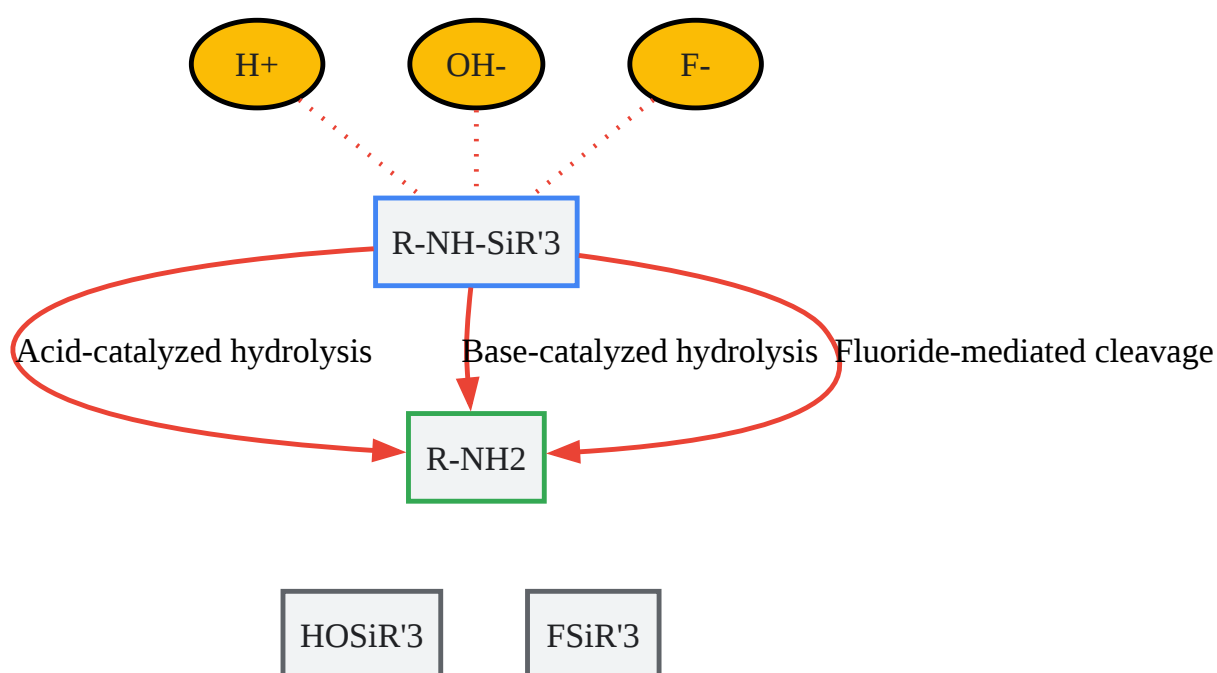 H+
OH-
F-
R-NH-SiR'3
Acid-catalyzed hydrolysis
Base-catalyzed hydrolysis
Fluoride-mediated cleavage
R-NH2
HOSiR'3
FSiR'3